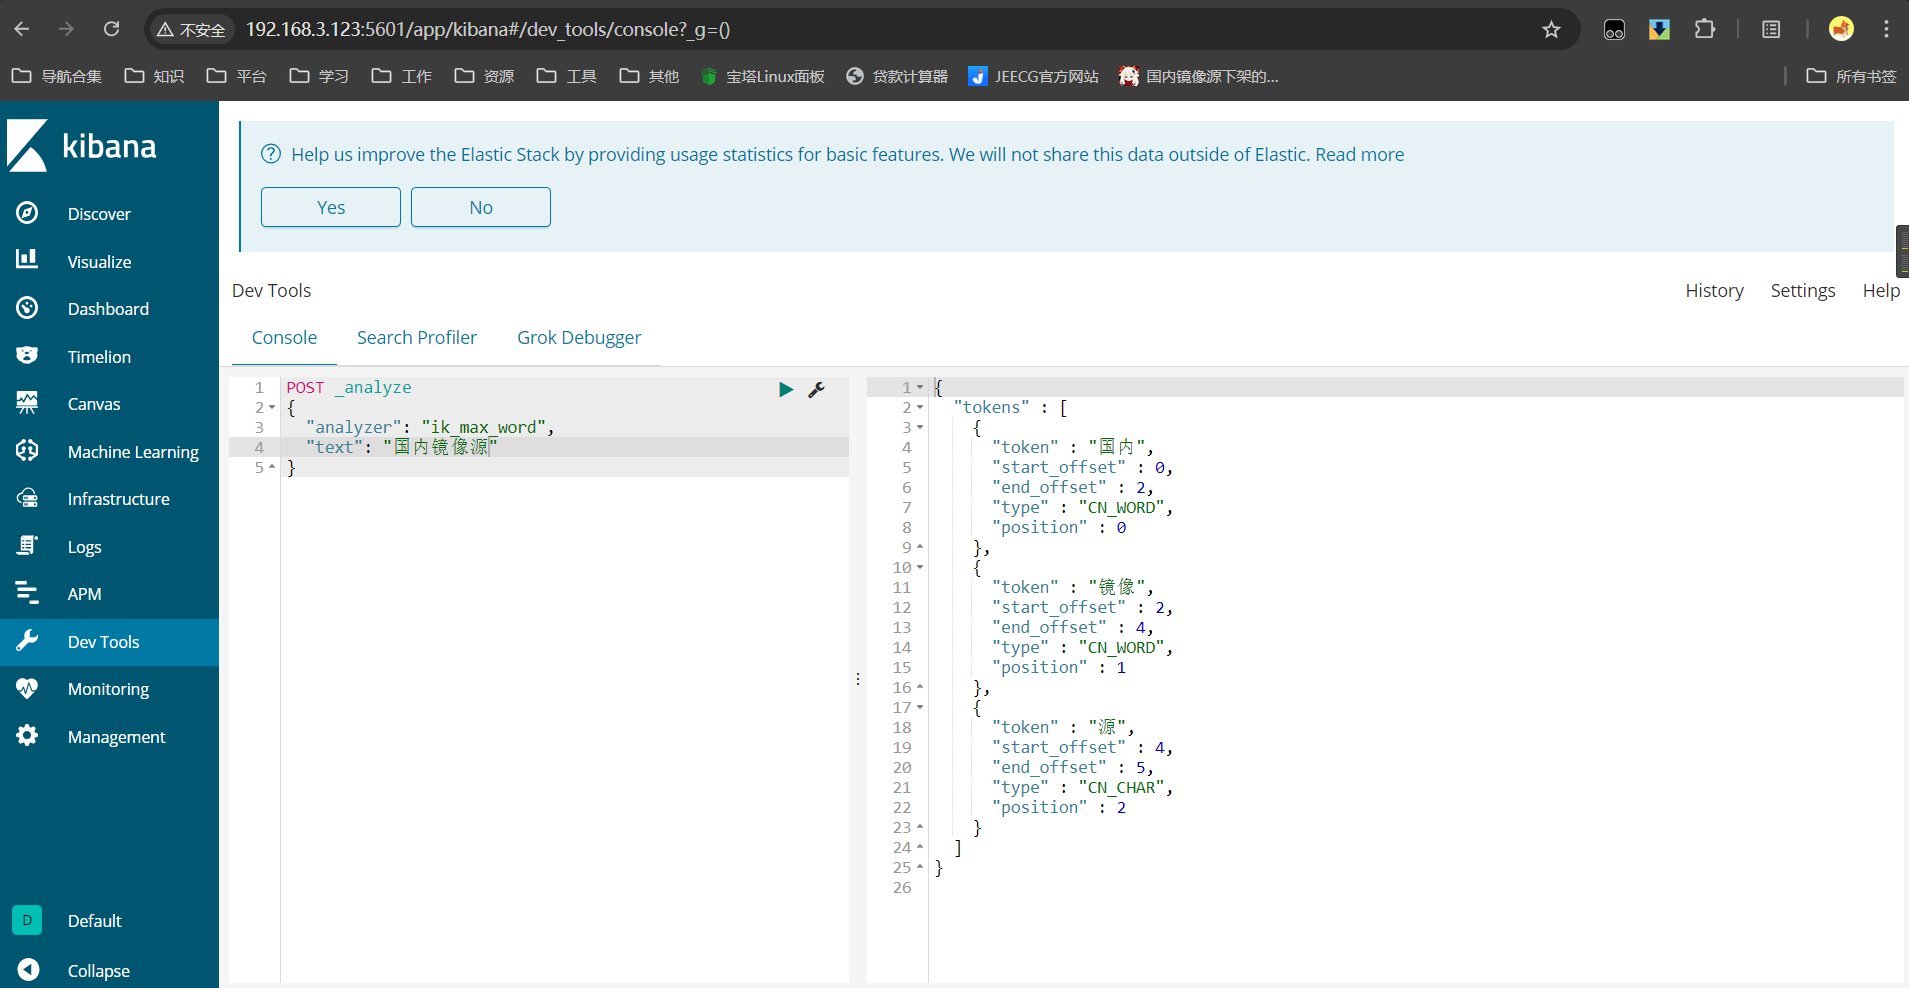 不安全 192.168.3.123:5601/app/kibana#/dev_tools/console?_g=()
导航合集 知识 平台 学习 工作 资源 工具 其他 宝塔Linux面板 贷款计算器 JEECG官方网站 国内镜像源下架的... 所有书签
kibana
Discover
Visualize
Dashboard
Timelion
Canvas
Machine Learning
Infrastructure
Logs
APM
Dev Tools
Monitoring
Management
D Default
Collapse
Help us improve the Elastic Stack by providing usage statistics for basic features. We will not share this data outside of Elastic. Read more
Yes No
Dev Tools
History Settings Help
Console Search Profiler Grok Debugger
1 POST _analyze
2 {
3 "analyzer": "ik_max_word",
4 "text": "国内镜像源"
5 }
1 {
2 "tokens" : [
3 {
4 "token" : "国内",
5 "start_offset" : 0,
6 "end_offset" : 2,
7 "type" : "CN_WORD",
8 "position" : 0
9 },
10 {
11 "token" : "镜像",
12 "start_offset" : 2,
13 "end_offset" : 4,
14 "type" : "CN_WORD",
15 "position" : 1
16 },
17 {
18 "token" : "源",
19 "start_offset" : 4,
20 "end_offset" : 5,
21 "type" : "CN_CHAR",
22 "position" : 2
23 }
24 ]
25 }
26